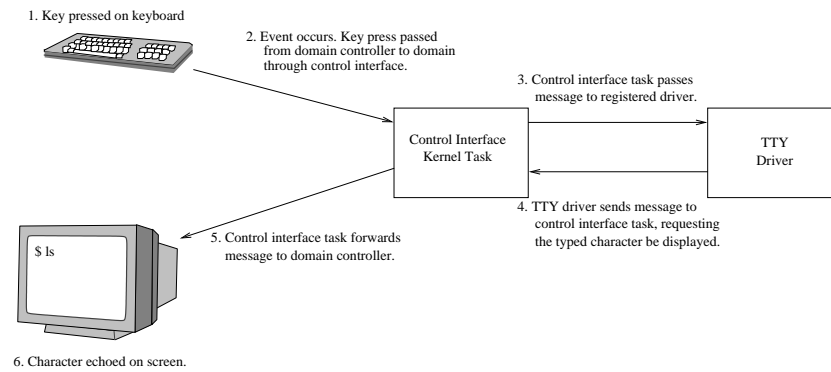 1. Key pressed on keyboard
2. Event occurs. Key press passed
from domain controller to domain
through control interface.
3. Control interface task passes
message to registered driver.
Control Interface
Kernel Task
TTY
Driver
4. TTY driver sends message to
control interface task, requesting
the typed character be displayed.
5. Control interface task forwards
message to domain controller.
$ ls
6. Character echoed on screen.